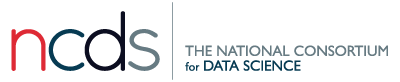 ncds
THE NATIONAL CONSORTIUM
for DATA SCIENCE